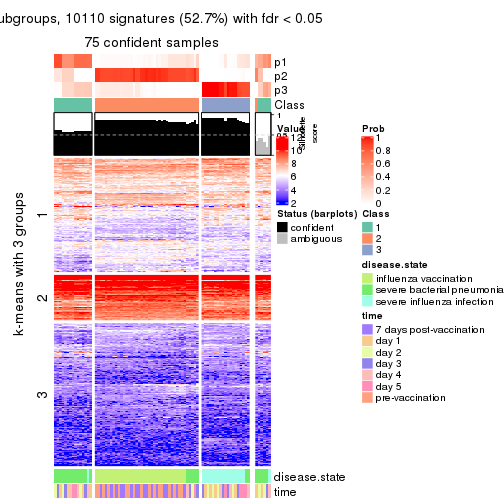 ubgroups, 10110 signatures (52.7%) with fdr < 0.05
75 confident samples
p1
p2
p3
Class
1
Silhouette
score
Value
12
10
8
6
4
2
Prob
1
0.8
0.6
0.4
0.2
0
Status (barplots)
confident
ambiguous
Class
1
2
3
disease.state
influenza vaccination
severe bacterial pneumonia
severe influenza infection
time
7 days post-vaccination
day 1
day 2
day 3
day 4
day 5
pre-vaccination
k-means with 3 groups
1
2
3
disease.state
time